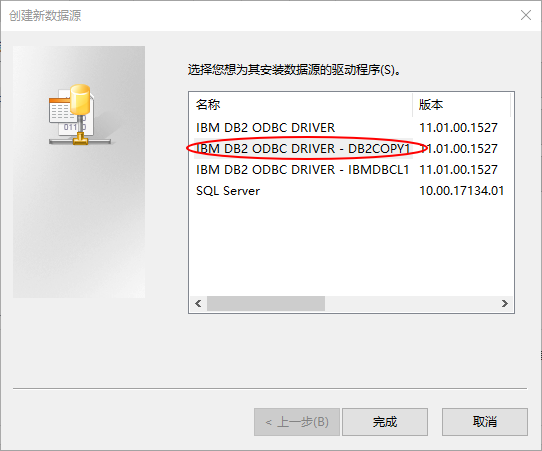 创建新数据源
选择您想为其安装数据源的驱动程序(S)。
名称 版本
IBM DB2 ODBC DRIVER 11.01.00.1527
IBM DB2 ODBC DRIVER - DB2COPY1 11.01.00.1527
IBM DB2 ODBC DRIVER - IBMDBCL1 11.01.00.1527
SQL Server 10.00.17134.01
01110
< 上一步(B) 完成 取消